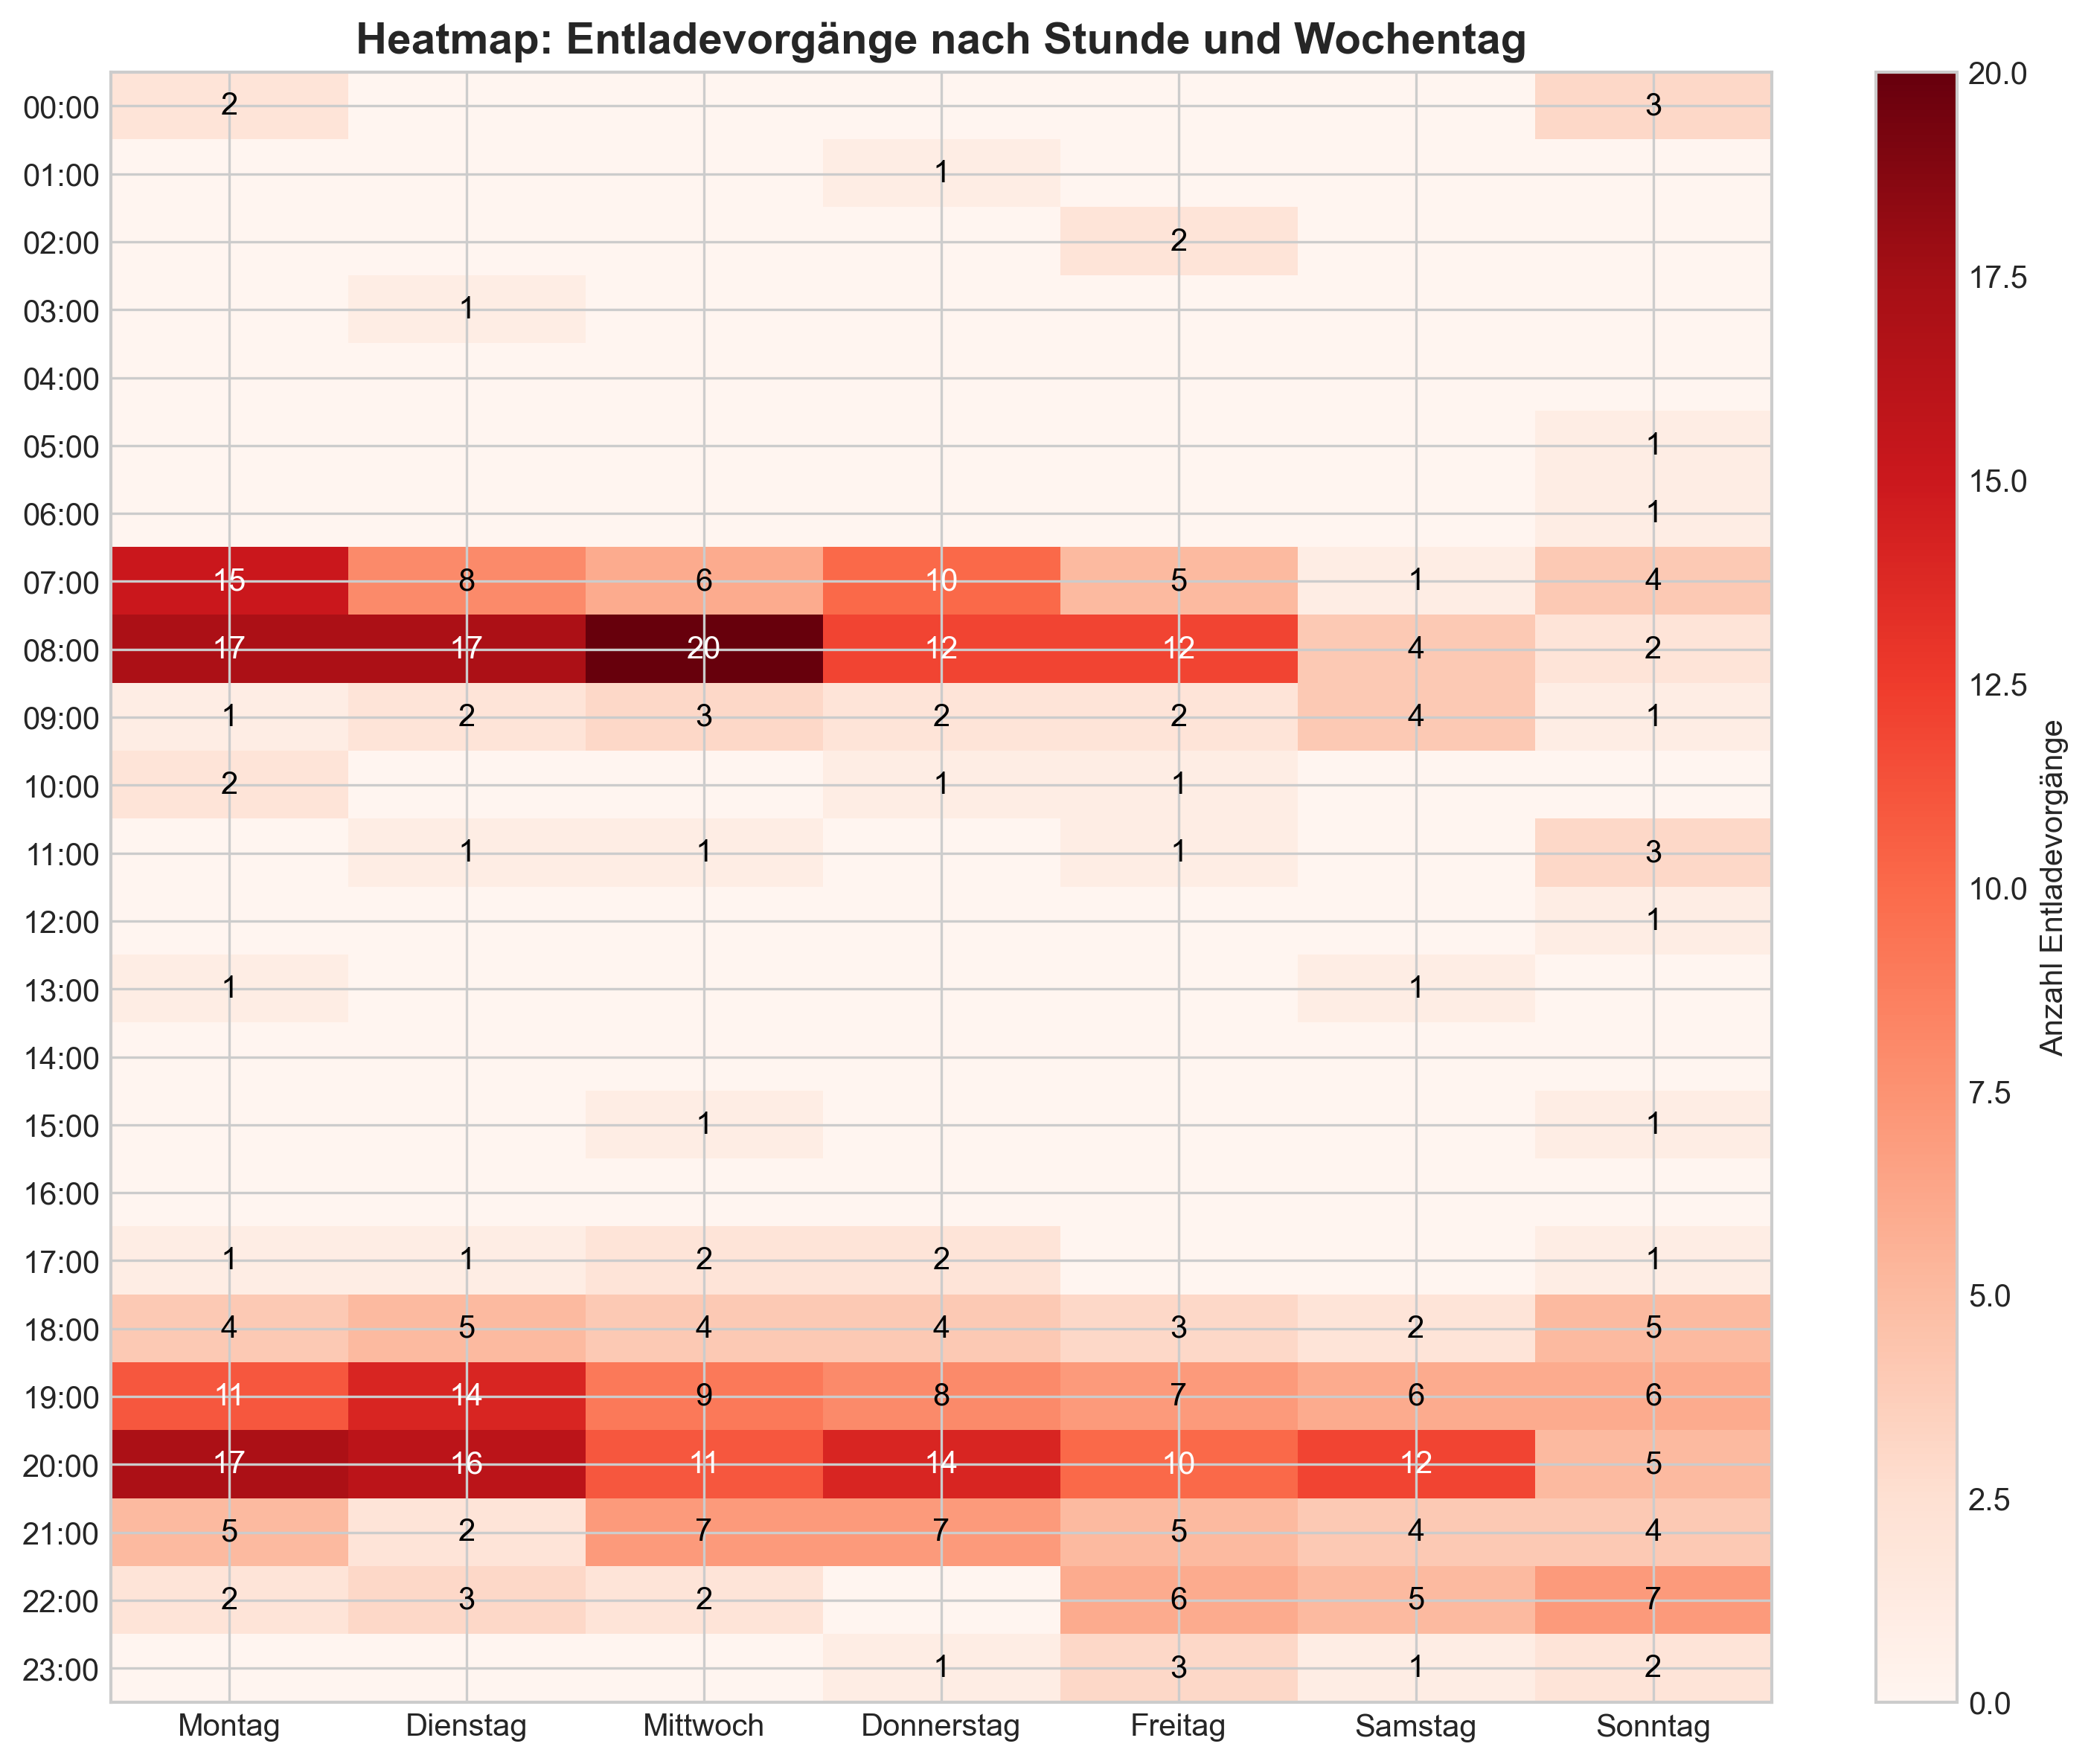 Heatmap: Entladevorgänge nach Stunde und Wochentag
00:00 2 3
01:00 1
02:00 2
03:00 1
04:00
05:00 1
06:00 1
07:00 15 8 6 10 5 1 4
08:00 17 17 20 12 12 4 2
09:00 1 2 3 2 2 4 1
10:00 2 1 1
11:00 1 1 1 3
12:00 1
13:00 1 1
14:00
15:00 1 1
16:00
17:00 1 1 2 2 1
18:00 4 5 4 4 3 2 5
19:00 11 14 9 8 7 6 6
20:00 17 16 11 14 10 12 5
21:00 5 2 7 7 5 4 4
22:00 2 3 2 6 5 7
23:00 1 3 1 2
Montag Dienstag Mittwoch Donnerstag Freitag Samstag Sonntag
20.0
17.5
15.0
12.5
10.0
7.5
5.0
2.5
0.0
Anzahl Entladevorgänge